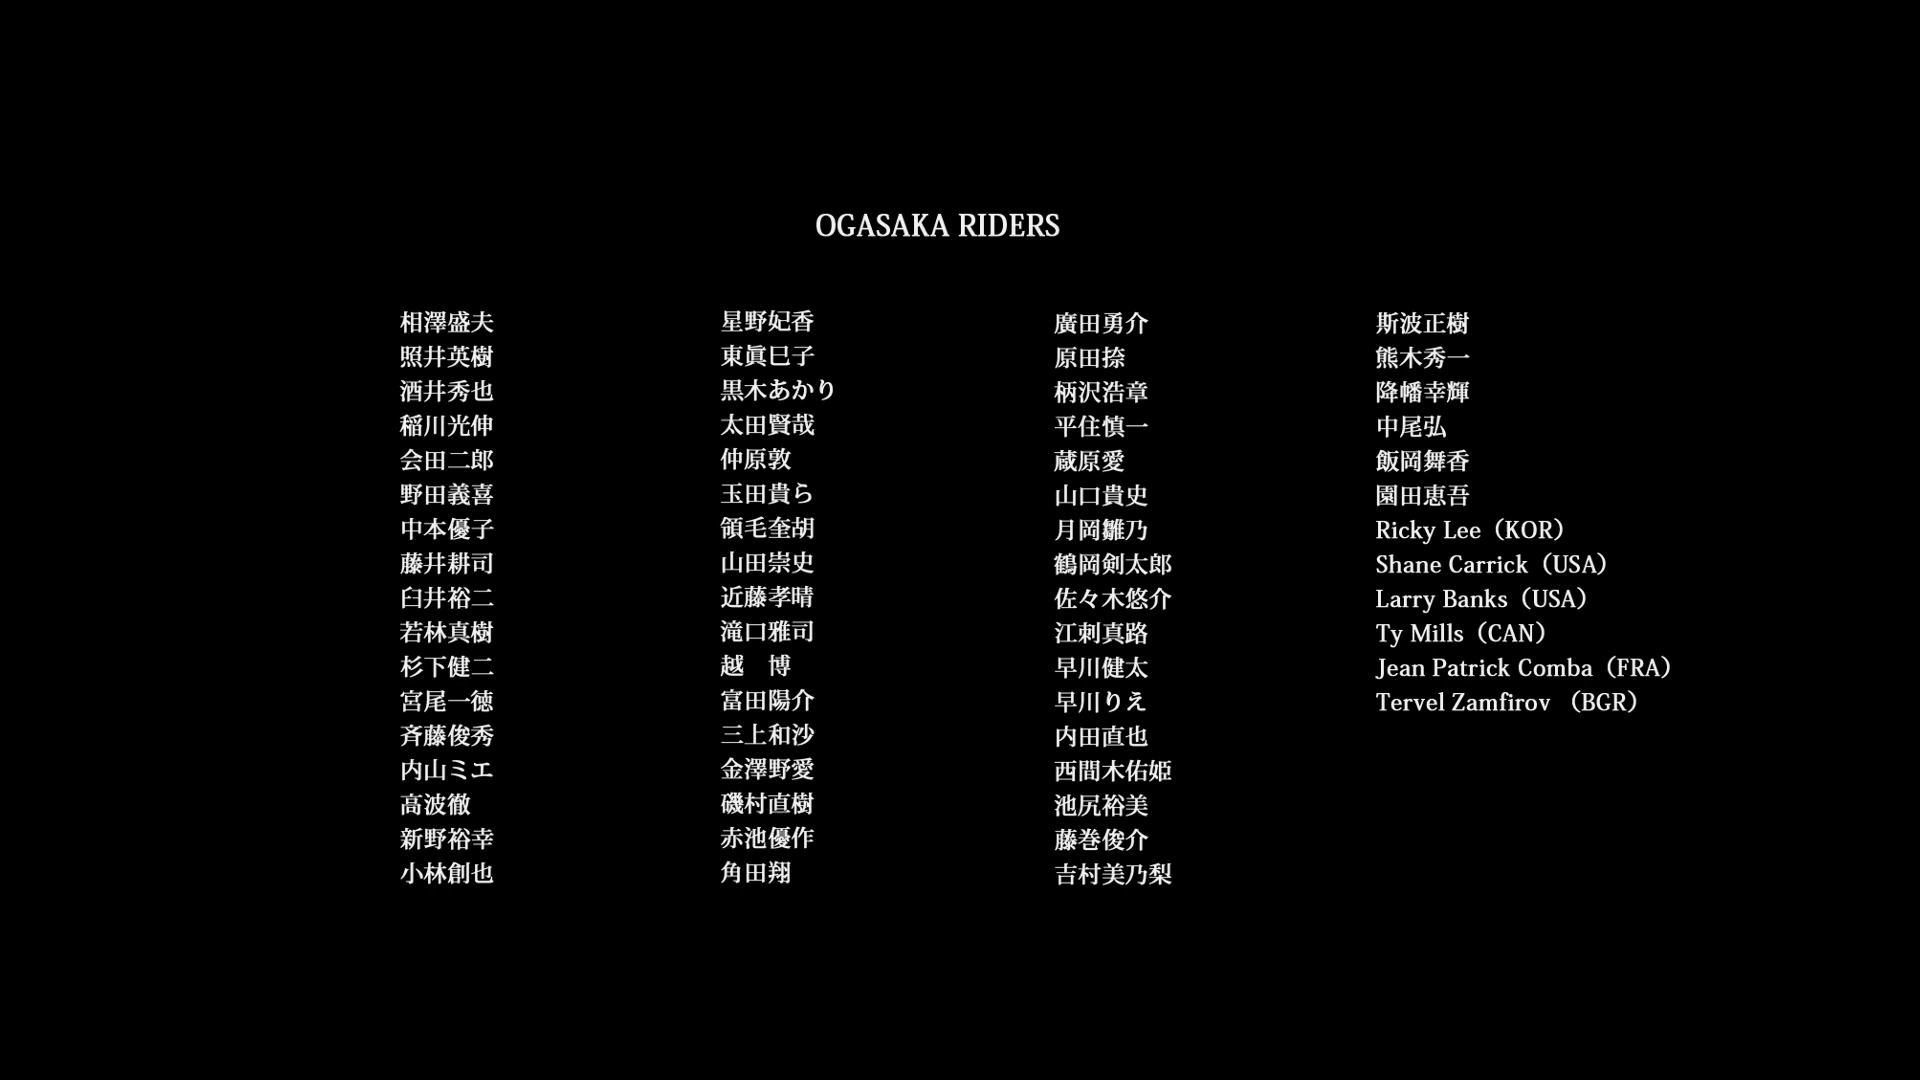 OGASAKA RIDERS
相澤盛夫
照井英樹
酒井秀也
稲川光伸
会田二郎
野田義喜
中本優子
藤井耕司
臼井裕二
若林真樹
杉下健二
宮尾一徳
斉藤俊秀
内山ミエ
高波徹
新野裕幸
小林創也
星野妃香
東眞巳子
黒木あかり
太田賢哉
仲原敦
玉田貴ら
領毛奎胡
山田崇史
近藤孝晴
滝口雅司
越　博
富田陽介
三上和沙
金澤野愛
磯村直樹
赤池優作
角田翔
廣田勇介
原田捺
柄沢浩章
平住慎一
蔵原愛
山口貴史
月岡雛乃
鶴岡剣太郎
佐々木悠介
江刺真路
早川健太
早川りえ
内田直也
西間木佑姫
池尻裕美
藤巻俊介
吉村美乃梨
斯波正樹
熊木秀一
降幡幸輝
中尾弘
飯岡舞香
園田恵吾
Ricky Lee（KOR）
Shane Carrick（USA）
Larry Banks（USA）
Ty Mills（CAN）
Jean Patrick Comba（FRA）
Tervel Zamfirov （BGR）